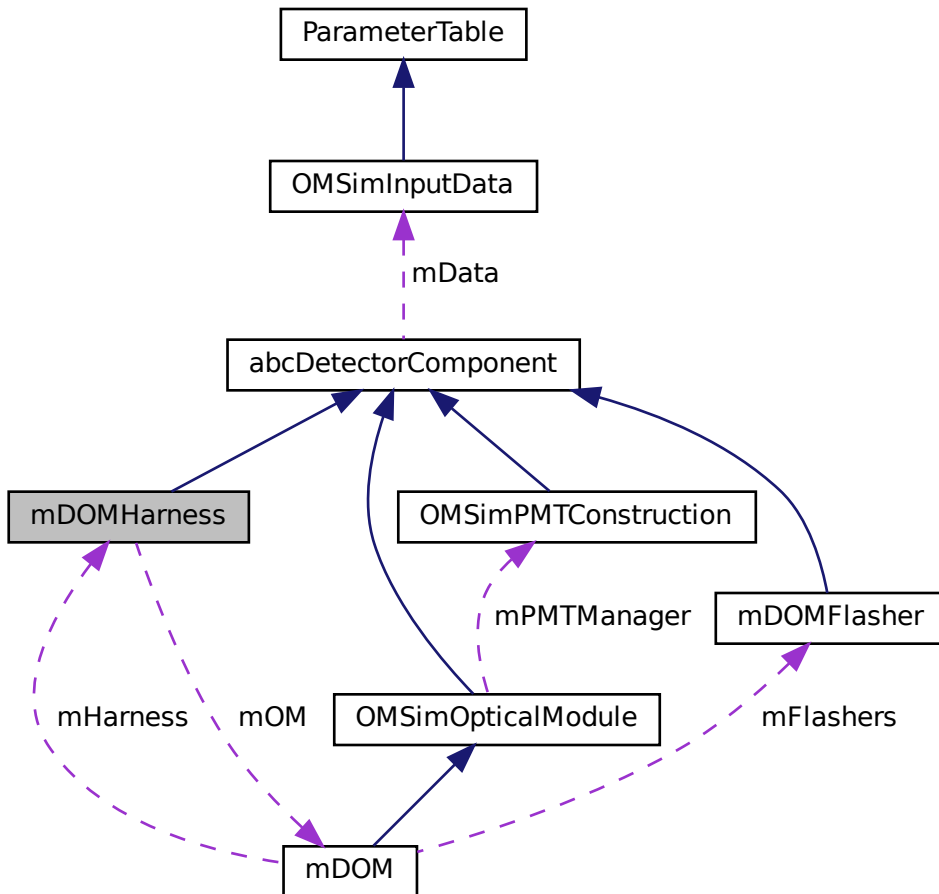 ParameterTable
OMSimInputData
mData
abcDetectorComponent
mDOMHarness
OMSimPMTConstruction
mPMTManager
mDOMFlasher
mHarness
mOM
OMSimOpticalModule
mFlashers
mDOM